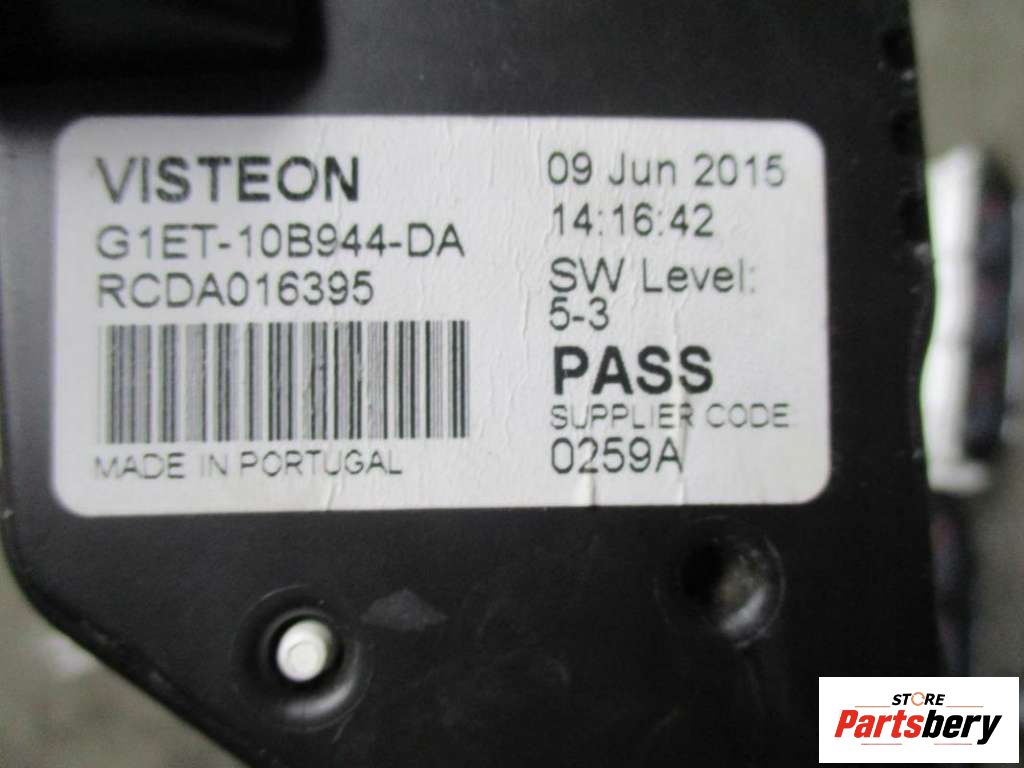 VISTEON
G1ET-10B944-DA
RCDA016395
MADE IN PORTUGAL
09 Jun 2015
14:16:42
SW Level:
5-3
PASS
SUPPLIER CODE
0259A
STORE
Partsbery